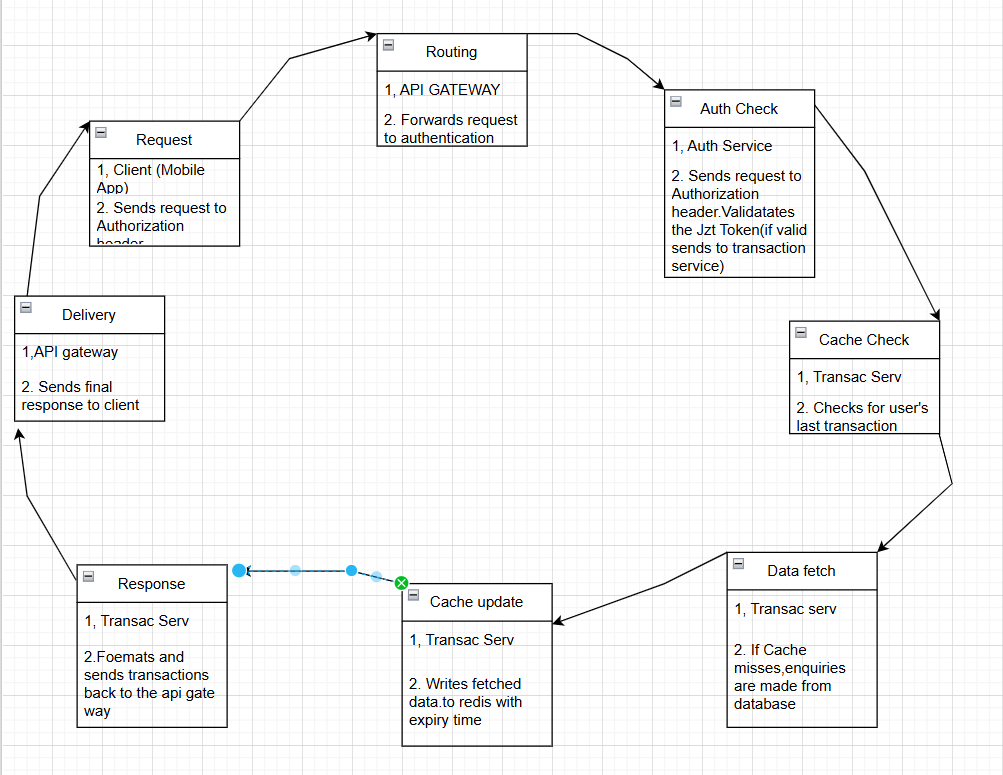 Routing
1, API GATEWAY
2. Forwards request
to authentication
Auth Check
1, Auth Service
2. Sends request to
Authorization
header.Validatates
the Jzt Token(if valid
sends to transaction
service)
Request
1, Client (Mobile
App)
2. Sends request to
Authorization
header
Cache Check
1, Transac Serv
2. Checks for user's
last transaction
Delivery
1,API gateway
2. Sends final
response to client
Data fetch
1, Transac serv
2. If Cache
misses,enquiries
are made from
database
Cache update
1, Transac Serv
2. Writes fetched
data.to redis with
expiry time
Response
1, Transac Serv
2.Foemats and
sends transactions
back to the api gate
way